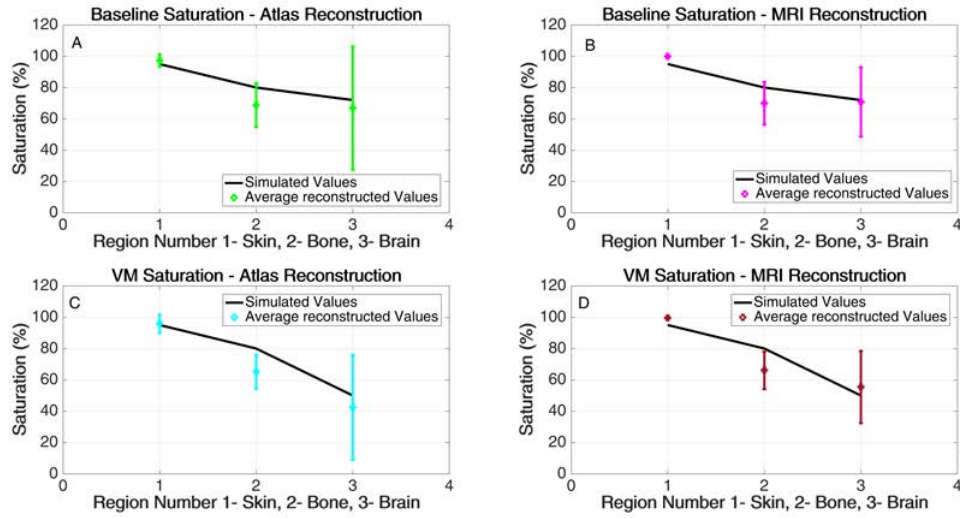 Baseline Saturation - Atlas Reconstruction
A
120
100
80
60
40
20
0
Saturation (%)
Simulated Values
Average reconstructed Values
0 1 2 3 4
Region Number 1- Skin, 2- Bone, 3- Brain
Baseline Saturation - MRI Reconstruction
B
120
100
80
60
40
20
0
Saturation (%)
Simulated Values
Average reconstructed Values
0 1 2 3 4
Region Number 1- Skin, 2- Bone, 3- Brain
VM Saturation - Atlas Reconstruction
C
120
100
80
60
40
20
0
Saturation (%)
Simulated Values
Average reconstructed Values
0 1 2 3 4
Region Number 1- Skin, 2- Bone, 3- Brain
VM Saturation - MRI Reconstruction
D
120
100
80
60
40
20
0
Saturation (%)
Simulated Values
Average reconstructed Values
0 1 2 3 4
Region Number 1- Skin, 2- Bone, 3- Brain